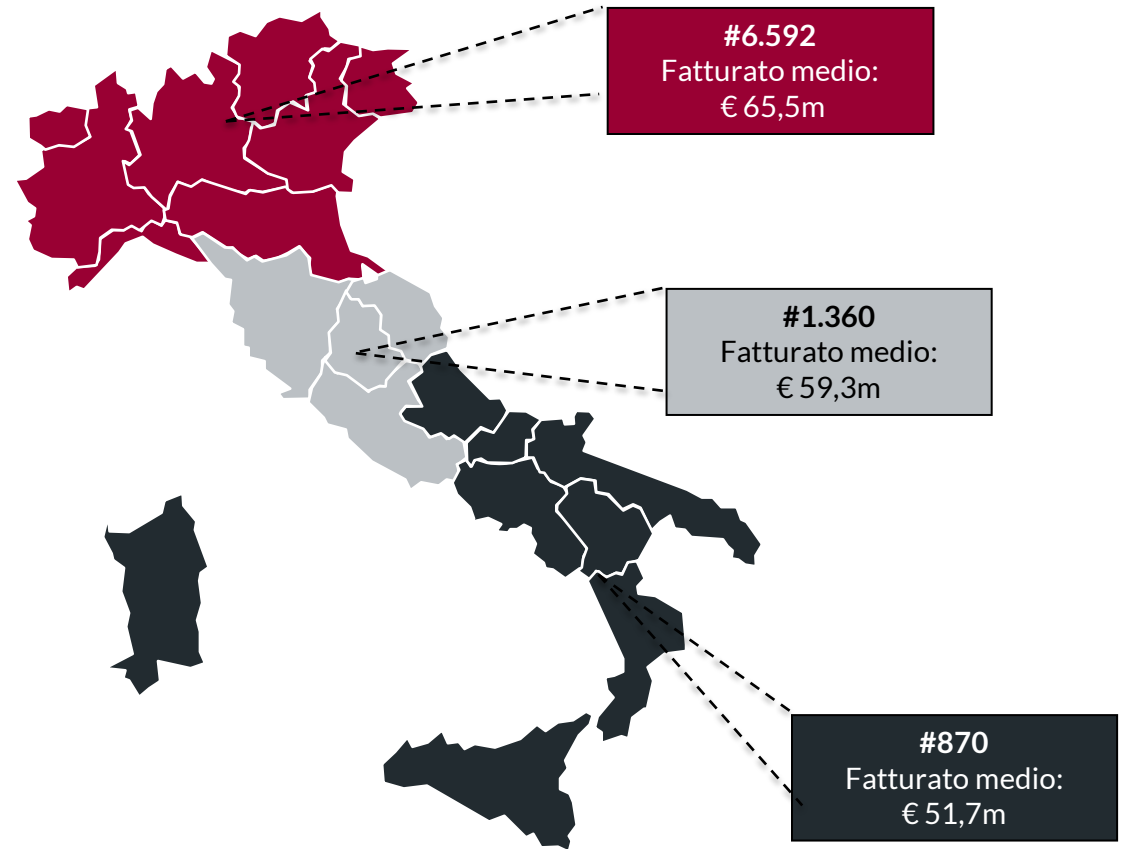 #6.592
Fatturato medio:
€ 65,5m
#1.360
Fatturato medio:
€ 59,3m
#870
Fatturato medio:
€ 51,7m